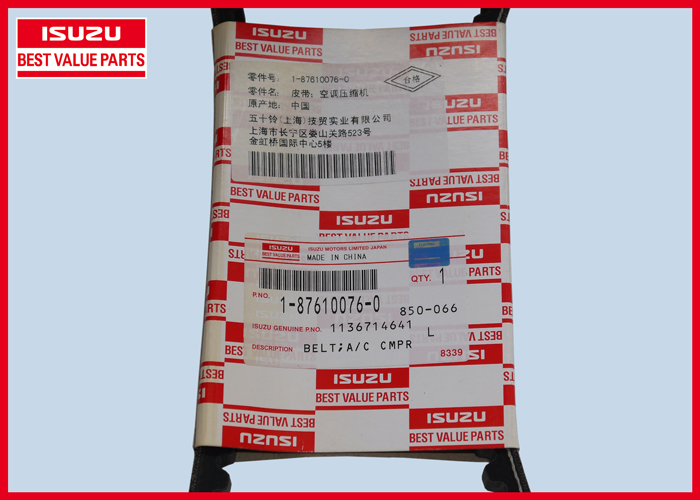 ISUZU
BEST VALUE PARTS
零件号: 1-87610076-0
零件名: 皮带; 空调压缩机
原产地: 中国
合格
五十铃(上海)技贸实业有限公司
上海市长宁区娄山关路523号
金虹桥国际中心5楼
ISUZU
BEST VALUE PARTS
ISUZU
BEST VALUE PARTS
ISUZU MOTORS LIMITED JAPAN
MADE IN CHINA
QTY. 1
P.NO. 1-87610076-0 850-066
ISUZU GENUINE P.NO. 1136714641 L
DESCRIPTION BELT;A/C CMPR
8339
ISUZU
BEST VALUE PARTS
ISUZU
BEST VALUE PARTS
ISUZU